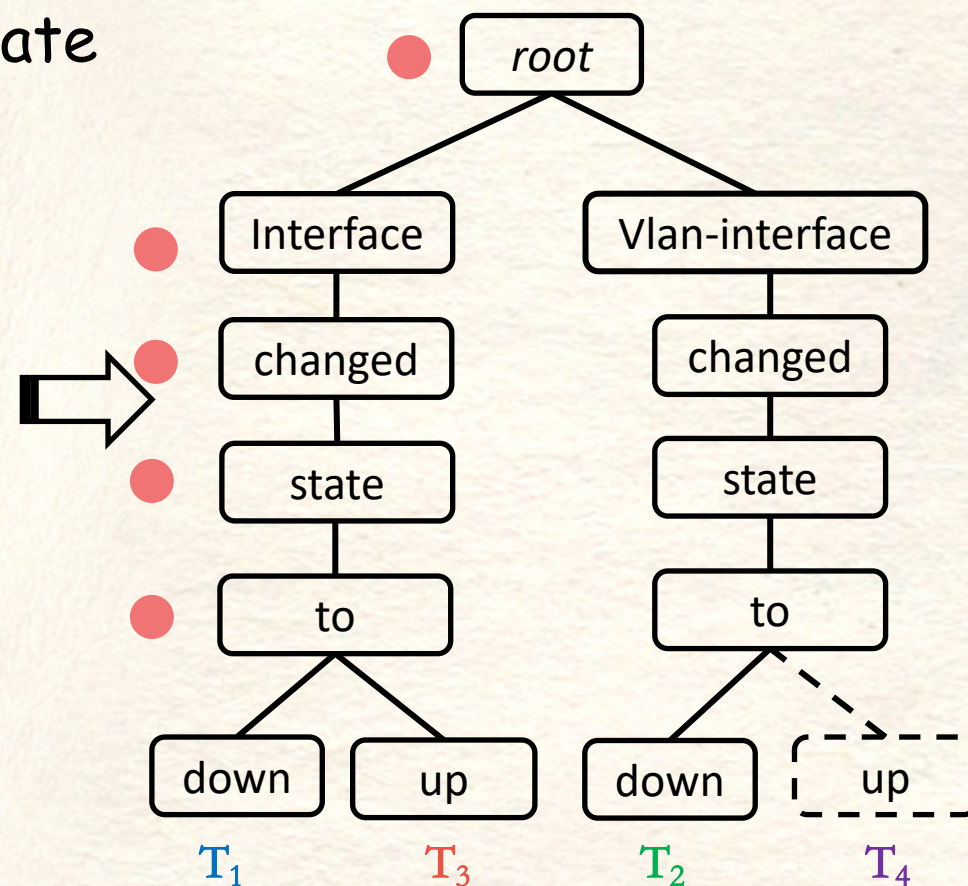 ate
root
Interface Vlan-interface
changed changed
state state
to to
down up down up
T₁ T₃ T₂ T₄